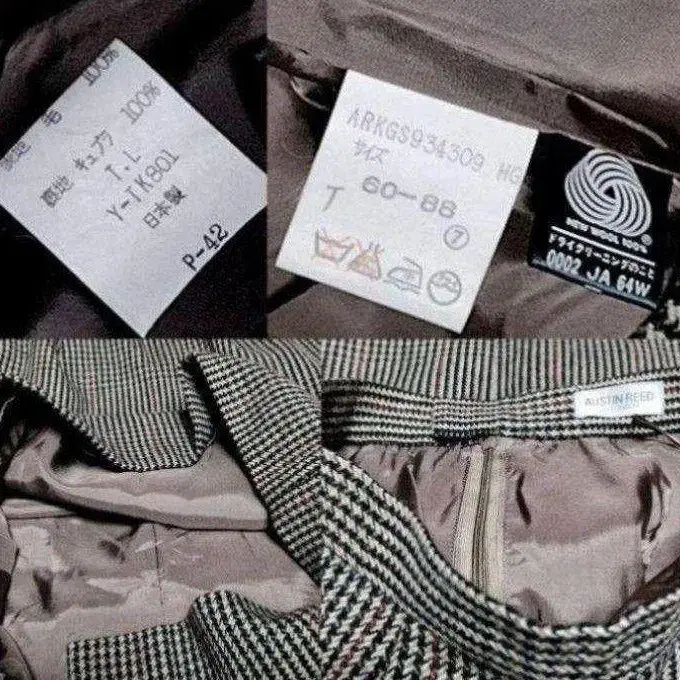 表地 毛 100%
裏地 キュプラ 100%
T.L
Y-TK801
日本製
P-42
ARKGS934309 HG
サイズ
T 60-88
7
NEW WOOL 100%
ドライクリーニングのこと
0002 JA 64W
AUSTIN REED